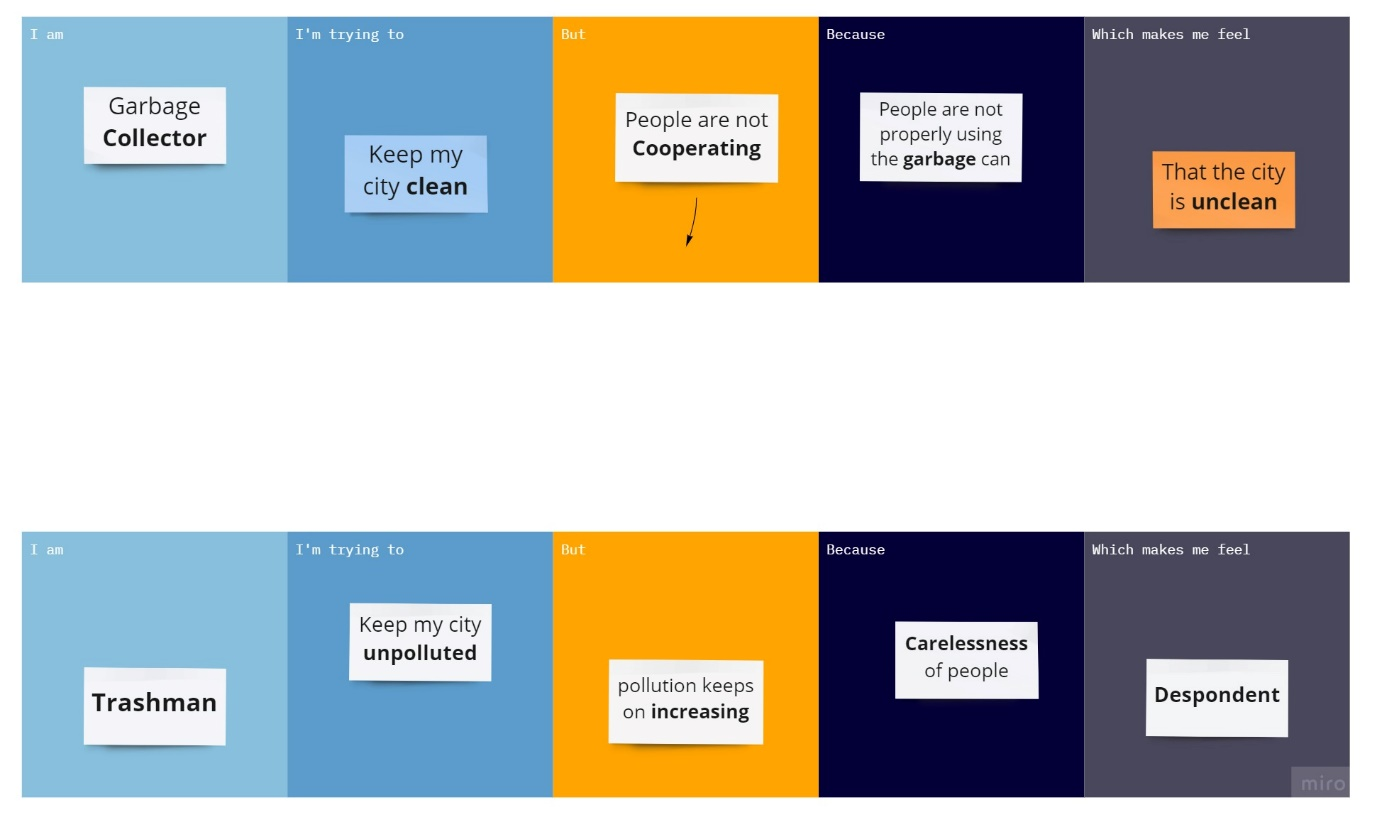 I am
Garbage
Collector
I'm trying to
Keep my
city clean
But
People are not
Cooperating
Because
People are not
properly using
the garbage can
Which makes me feel
That the city
is unclean
I am
Trashman
I'm trying to
Keep my city
unpolluted
But
pollution keeps
on increasing
Because
Carelessness
of people
Which makes me feel
Despondent
miro